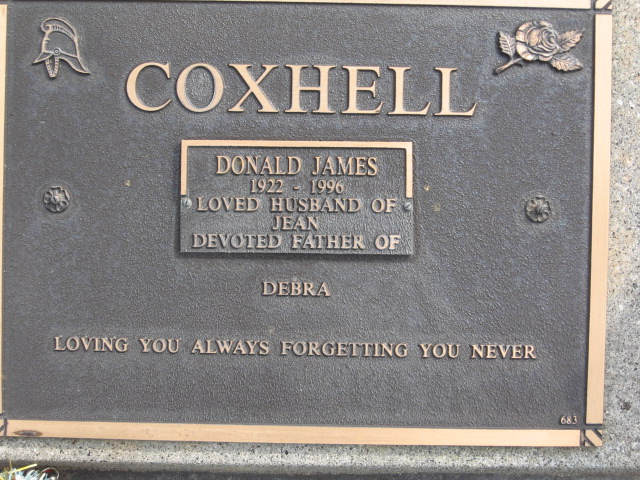 COXHELL
DONALD JAMES
1922 - 1996
LOVED HUSBAND OF
JEAN
DEVOTED FATHER OF
DEBRA
LOVING YOU ALWAYS FORGETTING YOU NEVER
683